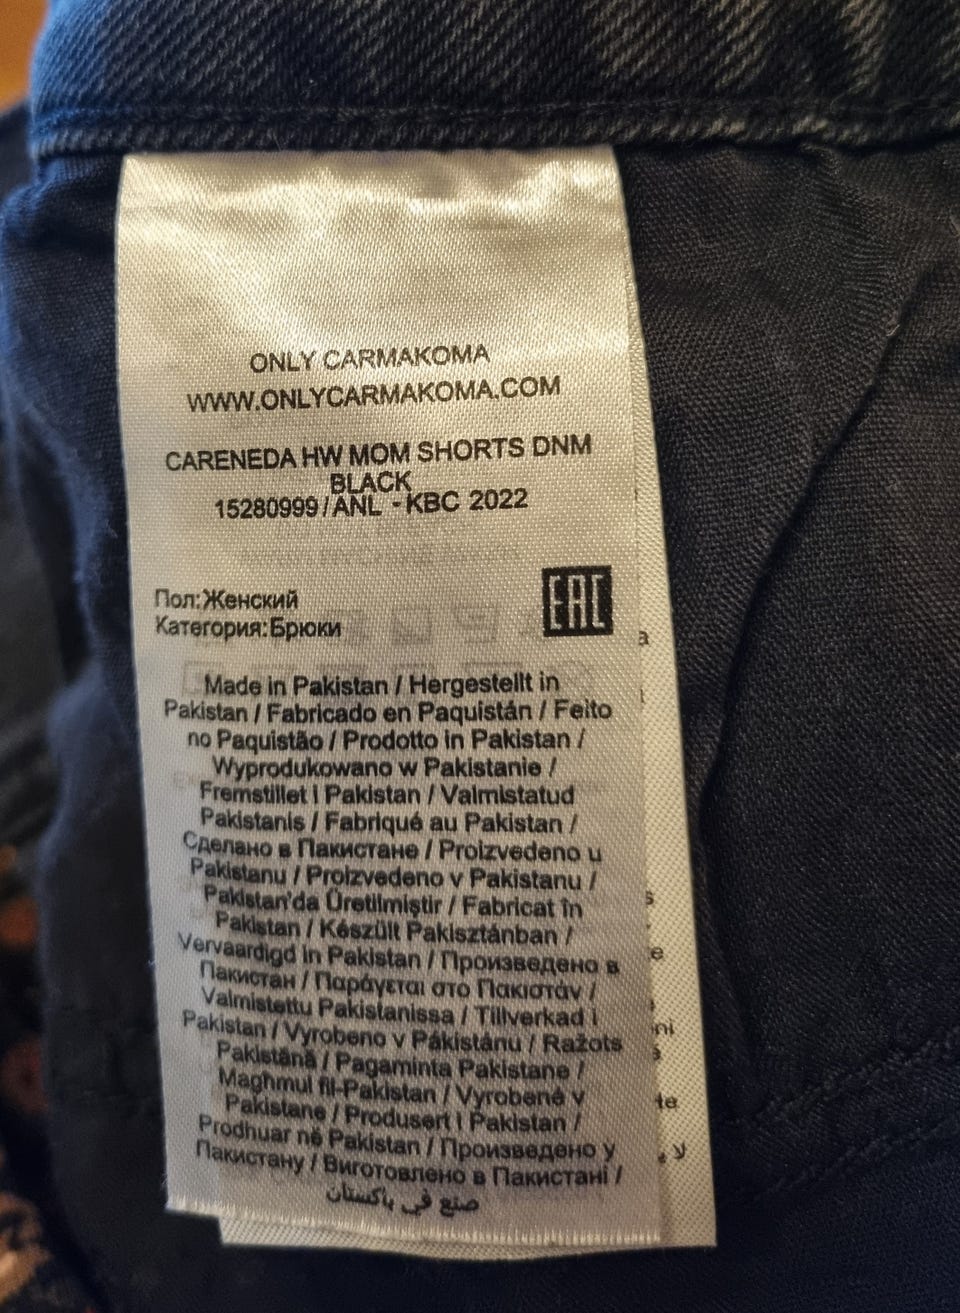 ONLY CARMAKOMA
WWW.ONLYCARMAKOMA.COM
CARENEDA HW MOM SHORTS DNM
BLACK
15280999/ANL - KBC 2022
Пол:Женский
Категория:Брюки
EAC
Made in Pakistan / Hergestellt in
Pakistan / Fabricado en Paquistán / Feito
no Paquistão / Prodotto in Pakistan /
Wyprodukowano w Pakistanie /
Fremstillet i Pakistan / Valmistatud
Pakistanis / Fabriqué au Pakistan /
Сделано в Пакистане / Proizvedeno u
Pakistanu / Proizvedeno v Pakistanu /
Pakistan'da Üretilmiştir / Fabricat în
Pakistan / Készült Pakisztánban /
Vervaardigd in Pakistan / Произведено в
Пакистан / Παράγεται στο Πακιστάν /
Valmistettu Pakistanissa / Tillverkad i
Pakistan / Vyrobeno v Pákistánu / Ražots
Pakistānā / Pagaminta Pakistane /
Magħmul fil-Pakistan / Vyrobené v
Pakistane / Produsert i Pakistan /
Prodhuar në Pakistan / Произведено у
Пакистану / Виготовлено в Пакистані /
صنع في باكستان